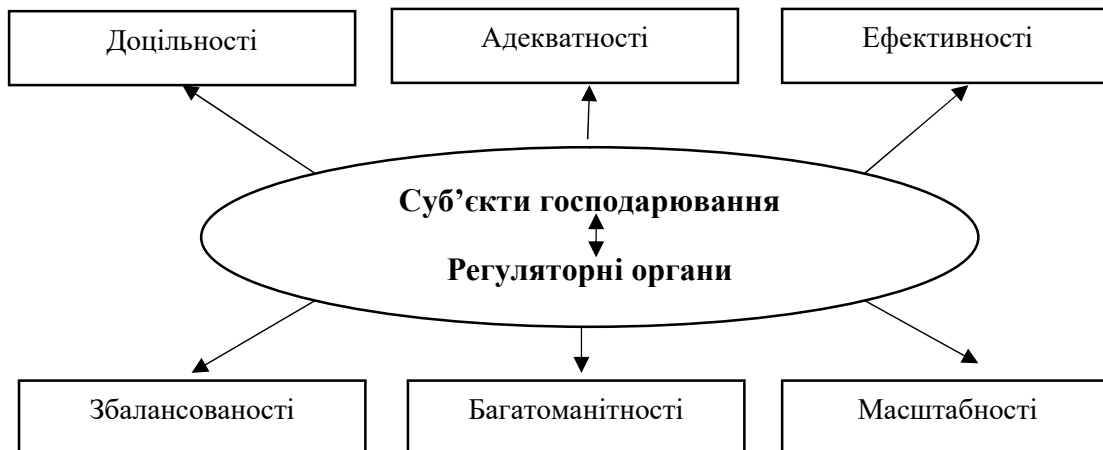 Доцільності
Адекватності
Ефективності
Суб’єкти господарювання
Регуляторні органи
Збалансованості
Багатоманітності
Масштабності